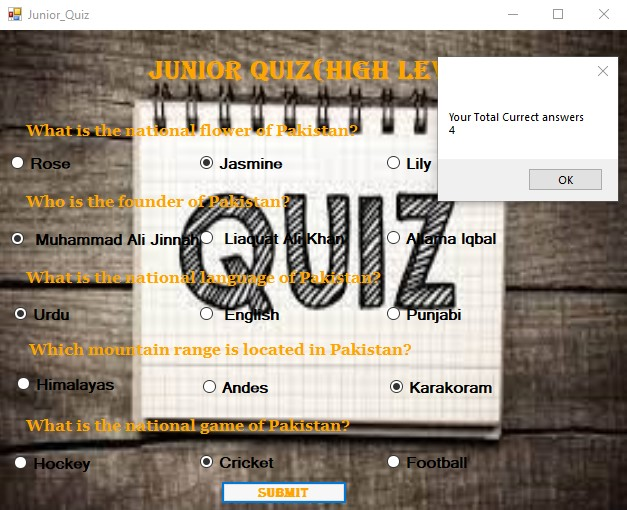 Junior_Quiz
JUNIOR QUIZ(HIGH LEV
Your Total Currect answers
4
OK
What is the national flower of Pakistan?
Rose Jasmine Lily
Who is the founder of Pakistan?
Muhammad Ali Jinnah Liaquat Ali Khan Allama Iqbal
What is the national language of Pakistan?
Urdu English Punjabi
QUIZ
Which mountain range is located in Pakistan?
Himalayas Andes Karakoram
What is the national game of Pakistan?
Hockey Cricket Football
SUBMIT